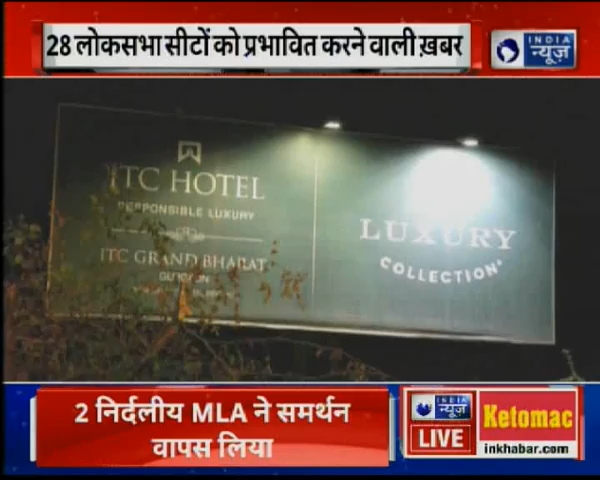 28 लोकसभा सीटों को प्रभावित करने वाली ख़बर
INDIA
न्यूज़
ITC HOTEL
RESPONSIBLE LUXURY
ITC GRAND BHARAT
GURGAON
LUXURY
COLLECTION
2 निर्दलीय MLA ने समर्थन
वापस लिया
INDIA
न्यूज़
LIVE
Ketomac
inkhabar.com